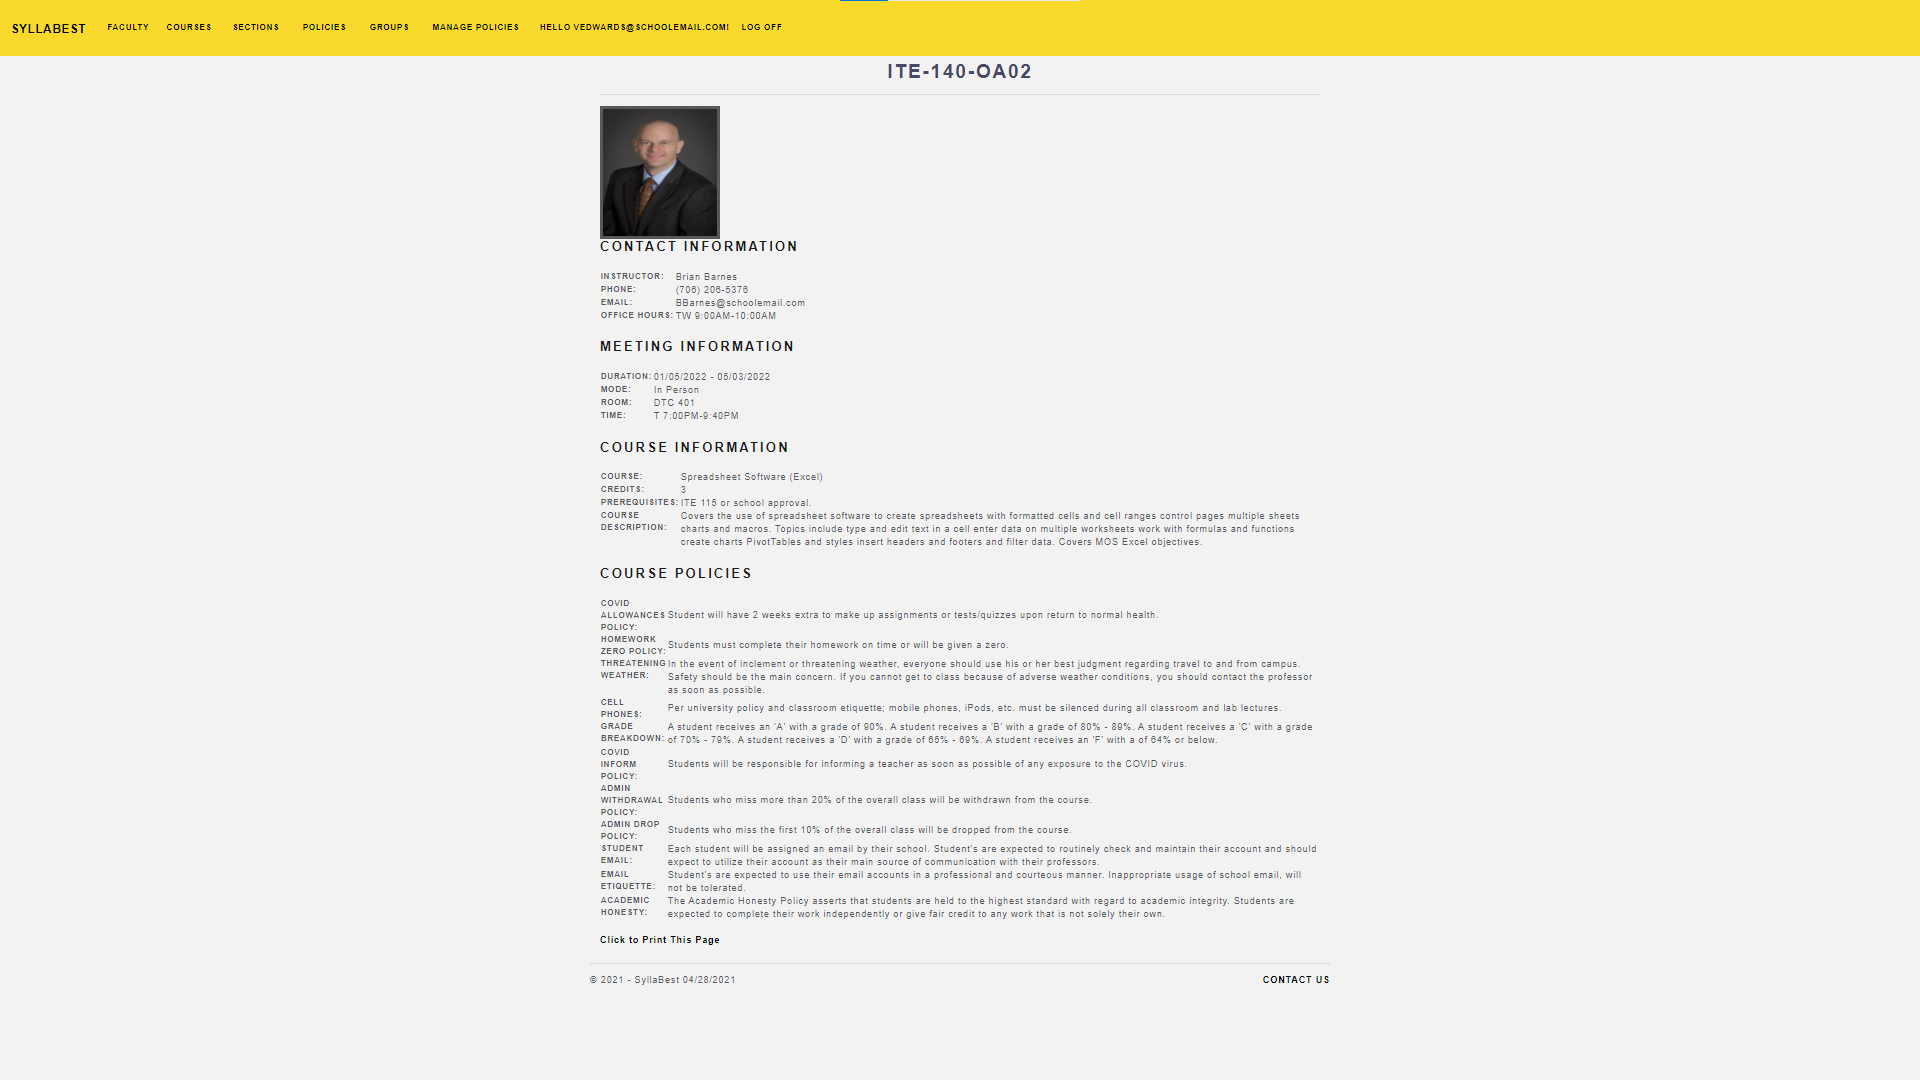 SYLLABEST FACULTY COURSES SECTIONS POLICIES GROUPS MANAGE POLICIES HELLO VEDWARDS@SCHOOLEMAIL.COM! LOG OFF
ITE-140-OA02
CONTACT INFORMATION
INSTRUCTOR: Brian Barnes
PHONE: (706) 206-5376
EMAIL: BBarnes@schoolemail.com
OFFICE HOURS: TW 9:00AM-10:00AM
MEETING INFORMATION
DURATION: 01/05/2022 - 05/03/2022
MODE: In Person
ROOM: DTC 401
TIME: T 7:00PM-9:40PM
COURSE INFORMATION
COURSE: Spreadsheet Software (Excel)
CREDITS: 3
PREREQUISITES: ITE 115 or school approval.
COURSE
DESCRIPTION:
Covers the use of spreadsheet software to create spreadsheets with formatted cells and cell ranges control pages multiple sheets
charts and macros. Topics include type and edit text in a cell enter data on multiple worksheets work with formulas and functions
create charts PivotTables and styles insert headers and footers and filter data. Covers MOS Excel objectives.
COURSE POLICIES
COVID
ALLOWANCES
POLICY:
Student will have 2 weeks extra to make up assignments or tests/quizzes upon return to normal health.
HOMEWORK
ZERO POLICY:
Students must complete their homework on time or will be given a zero.
THREATENING
WEATHER:
In the event of inclement or threatening weather, everyone should use his or her best judgment regarding travel to and from campus.
Safety should be the main concern. If you cannot get to class because of adverse weather conditions, you should contact the professor
as soon as possible.
CELL
PHONES:
Per university policy and classroom etiquette; mobile phones, iPods, etc. must be silenced during all classroom and lab lectures.
GRADE
BREAKDOWN:
A student receives an 'A' with a grade of 90%. A student receives a 'B' with a grade of 80% - 89%. A student receives a 'C' with a grade
of 70% - 79%. A student receives a 'D' with a grade of 65% - 69%. A student receives an 'F' with a of 64% or below.
COVID
INFORM
POLICY:
Students will be responsible for informing a teacher as soon as possible of any exposure to the COVID virus.
ADMIN
WITHDRAWAL
POLICY:
Students who miss more than 20% of the overall class will be withdrawn from the course.
ADMIN DROP
POLICY:
Students who miss the first 10% of the overall class will be dropped from the course.
STUDENT
EMAIL:
Each student will be assigned an email by their school. Student's are expected to routinely check and maintain their account and should
expect to utilize their account as their main source of communication with their professors.
EMAIL
ETIQUETTE:
Student's are expected to use their email accounts in a professional and courteous manner. Inappropriate usage of school email, will
not be tolerated.
ACADEMIC
HONESTY:
The Academic Honesty Policy asserts that students are held to the highest standard with regard to academic integrity. Students are
expected to complete their work independently or give fair credit to any work that is not solely their own.
Click to Print This Page
© 2021 - SyllaBest 04/28/2021
CONTACT US